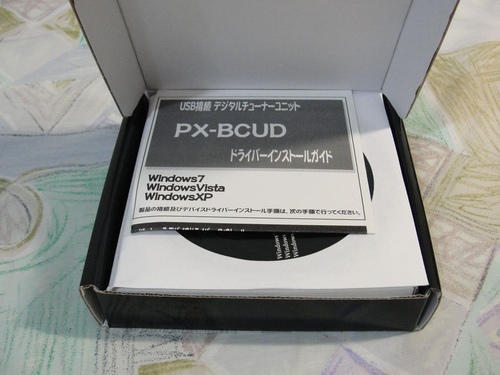 USB接続 デジタルチューナーユニット
PX-BCUD
ドライバーインストールガイド
Windows7
WindowsVista
WindowsXP
製品の接続及びデバイスドライバーインストール手順は、次の手順で行ってください。
Windows
Windows
Windows